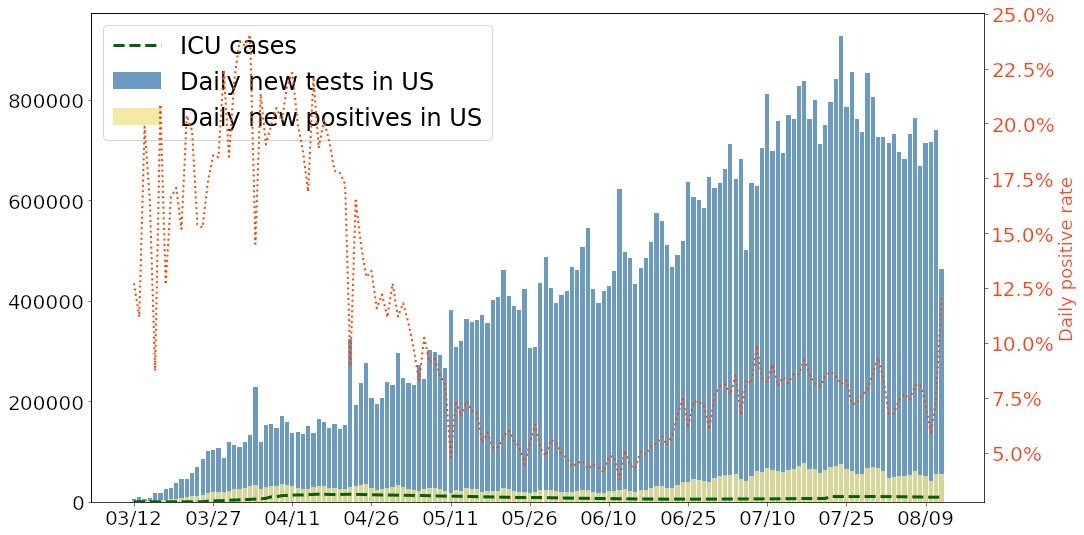 ICU cases
Daily new tests in US
Daily new positives in US
800000
600000
400000
200000
0
03/12 03/27 04/11 04/26 05/11 05/26 06/10 06/25 07/10 07/25 08/09
25.0%
22.5%
20.0%
17.5%
15.0%
12.5%
10.0%
7.5%
5.0%
Daily positive rate